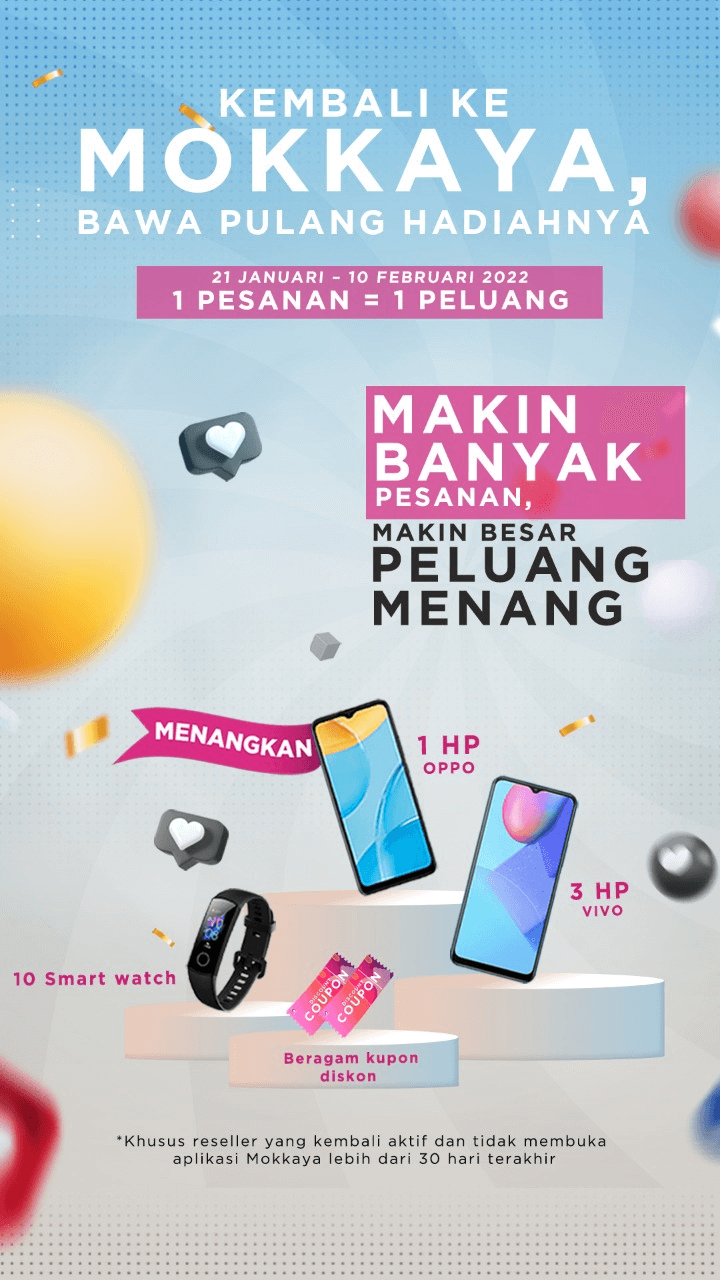 KEMBALI KE
MOKKAYA,
BAWA PULANG HADIAHNYA
21 JANUARI – 10 FEBRUARI 2022
1 PESANAN = 1 PELUANG
MAKIN
BANYAK
PESANAN,
MAKIN BESAR
PELUANG
MENANG
MENANGKAN
1 HP
OPPO
3 HP
VIVO
10 Smart watch
DISCOUNT
COUPON
DISCOUNT
COUPON
Beragam kupon
diskon
*Khusus reseller yang kembali aktif dan tidak membuka
aplikasi Mokkaya lebih dari 30 hari terakhir